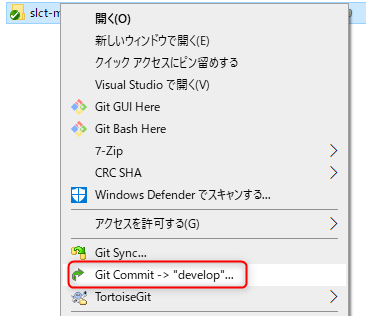 slct-m
開く(O)
新しいウィンドウで開く(E)
クイック アクセスにピン留めする
Visual Studio で開く(V)
Git GUI Here
Git Bash Here
7-Zip
CRC SHA
Windows Defender でスキャンする...
アクセスを許可する(G)
Git Sync...
Git Commit -> "develop"...
TortoiseGit